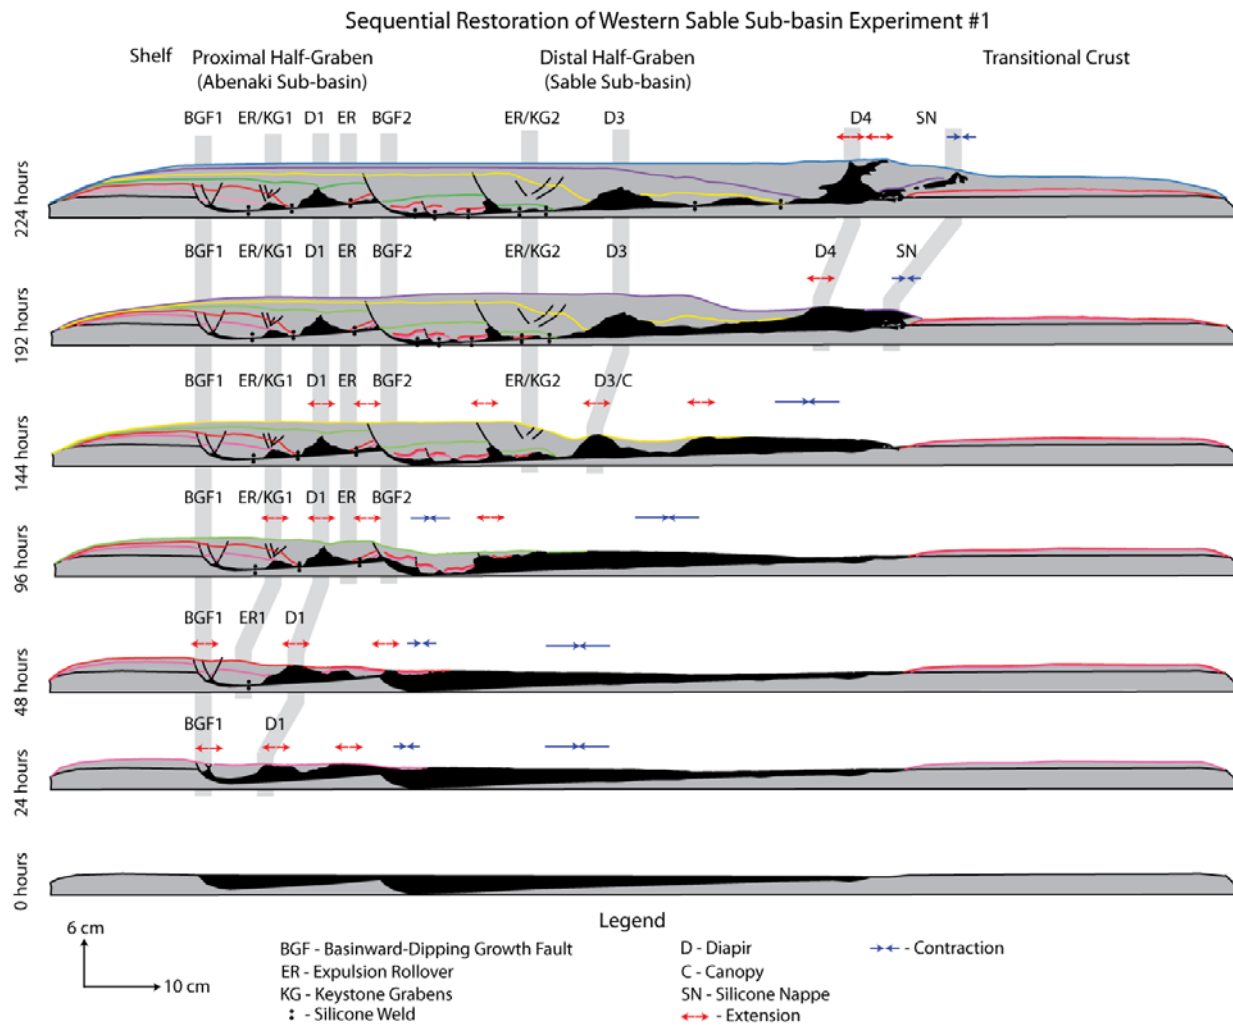 Sequential Restoration of Western Sable Sub-basin Experiment #1
Shelf Proximal Half-Graben Distal Half-Graben Transitional Crust
(Abenaki Sub-basin) (Sable Sub-basin)
BGF1 ER/KG1 D1 ER BGF2 ER/KG2 D3 D4 SN
224 hours
BGF1 ER/KG1 D1 ER BGF2 ER/KG2 D3 D4 SN
192 hours
BGF1 ER/KG1 D1 ER BGF2 ER/KG2 D3/C
144 hours
BGF1 ER/KG1 D1 ER BGF2
96 hours
BGF1 ER1 D1
48 hours
BGF1 D1
24 hours
0 hours
6 cm
10 cm
Legend
BGF - Basinward-Dipping Growth Fault
ER - Expulsion Rollover
KG - Keystone Grabens
- Silicone Weld
D - Diapir
C - Canopy
SN - Silicone Nappe
- Extension
- Contraction